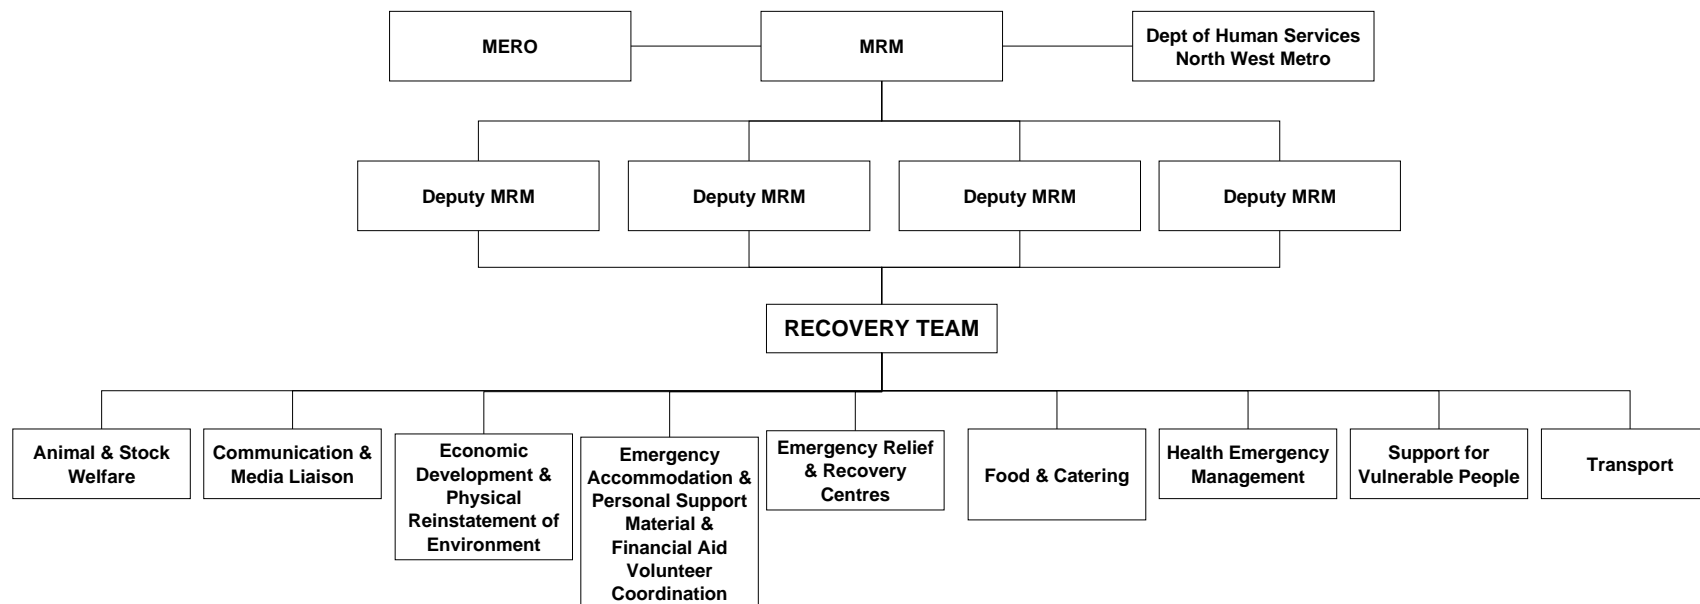 MERO
MRM
Dept of Human Services
North West Metro
Deputy MRM
Deputy MRM
Deputy MRM
Deputy MRM
RECOVERY TEAM
Animal & Stock
Welfare
Communication &
Media Liaison
Economic
Development &
Physical
Reinstatement of
Environment
Emergency
Accommodation &
Personal Support
Material &
Financial Aid
Volunteer
Coordination
Emergency Relief
& Recovery
Centres
Food & Catering
Health Emergency
Management
Support for
Vulnerable People
Transport